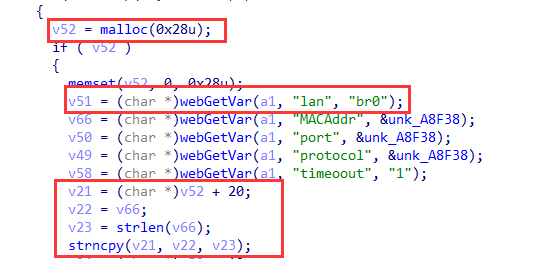 {
v52 = malloc(0x28u);
if ( v52 )
{
memset(v52, 0, 0x28u);
v51 = (char *)webGetVar(a1, "lan", "br0");
v66 = (char *)webGetVar(a1, "MACAddr", &unk_A8F38);
v50 = (char *)webGetVar(a1, "port", &unk_A8F38);
v49 = (char *)webGetVar(a1, "protocol", &unk_A8F38);
v58 = (char *)webGetVar(a1, "timeoout", "1");
v21 = (char *)v52 + 20;
v22 = v66;
v23 = strlen(v66);
strncpy(v21, v22, v23);